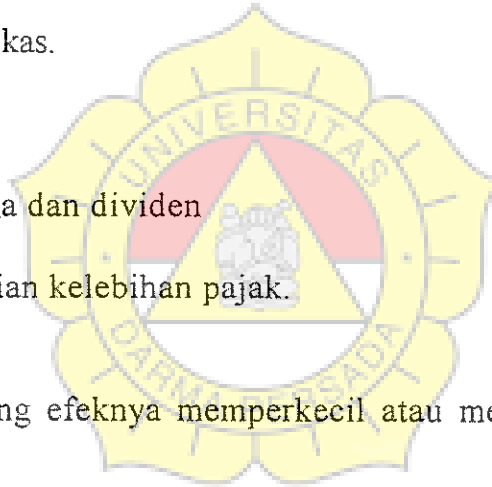 kas.
UNIVERSITAS
a dan dividen
ian kelebihan pajak.
DARMA PERSADA
ng efeknya memperkecil atau me